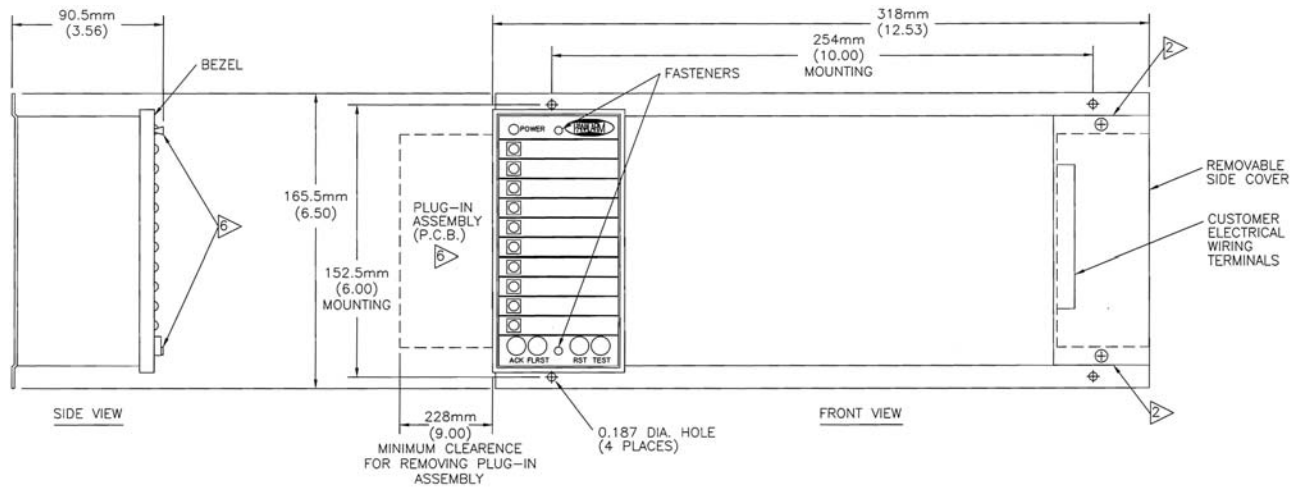 90.5mm
(3.56)
BEZEL
6
SIDE VIEW
318mm
(12.53)
254mm
(10.00)
MOUNTING
2
FASTENERS
POWER
165.5mm
(6.50)
152.5mm
(6.00)
MOUNTING
PLUG-IN
ASSEMBLY
(P.C.B.)
6
ACK FLRST RST TEST
REMOVABLE
SIDE COVER
CUSTOMER
ELECTRICAL
WIRING
TERMINALS
2
228mm
(9.00)
MINIMUM CLEARENCE
FOR REMOVING PLUG-IN
ASSEMBLY
0.187 DIA. HOLE
(4 PLACES)
FRONT VIEW